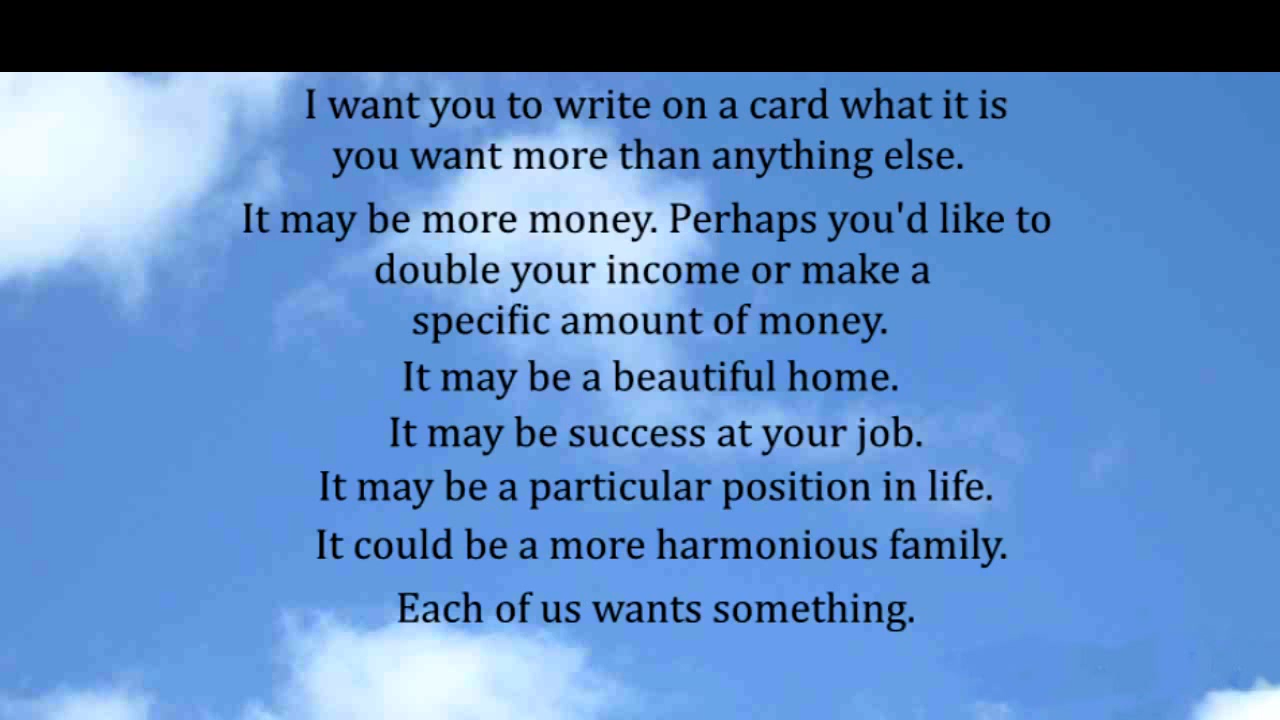 I want you to write on a card what it is
you want more than anything else.
It may be more money. Perhaps you'd like to
double your income or make a
specific amount of money.
It may be a beautiful home.
It may be success at your job.
It may be a particular position in life.
It could be a more harmonious family.
Each of us wants something.